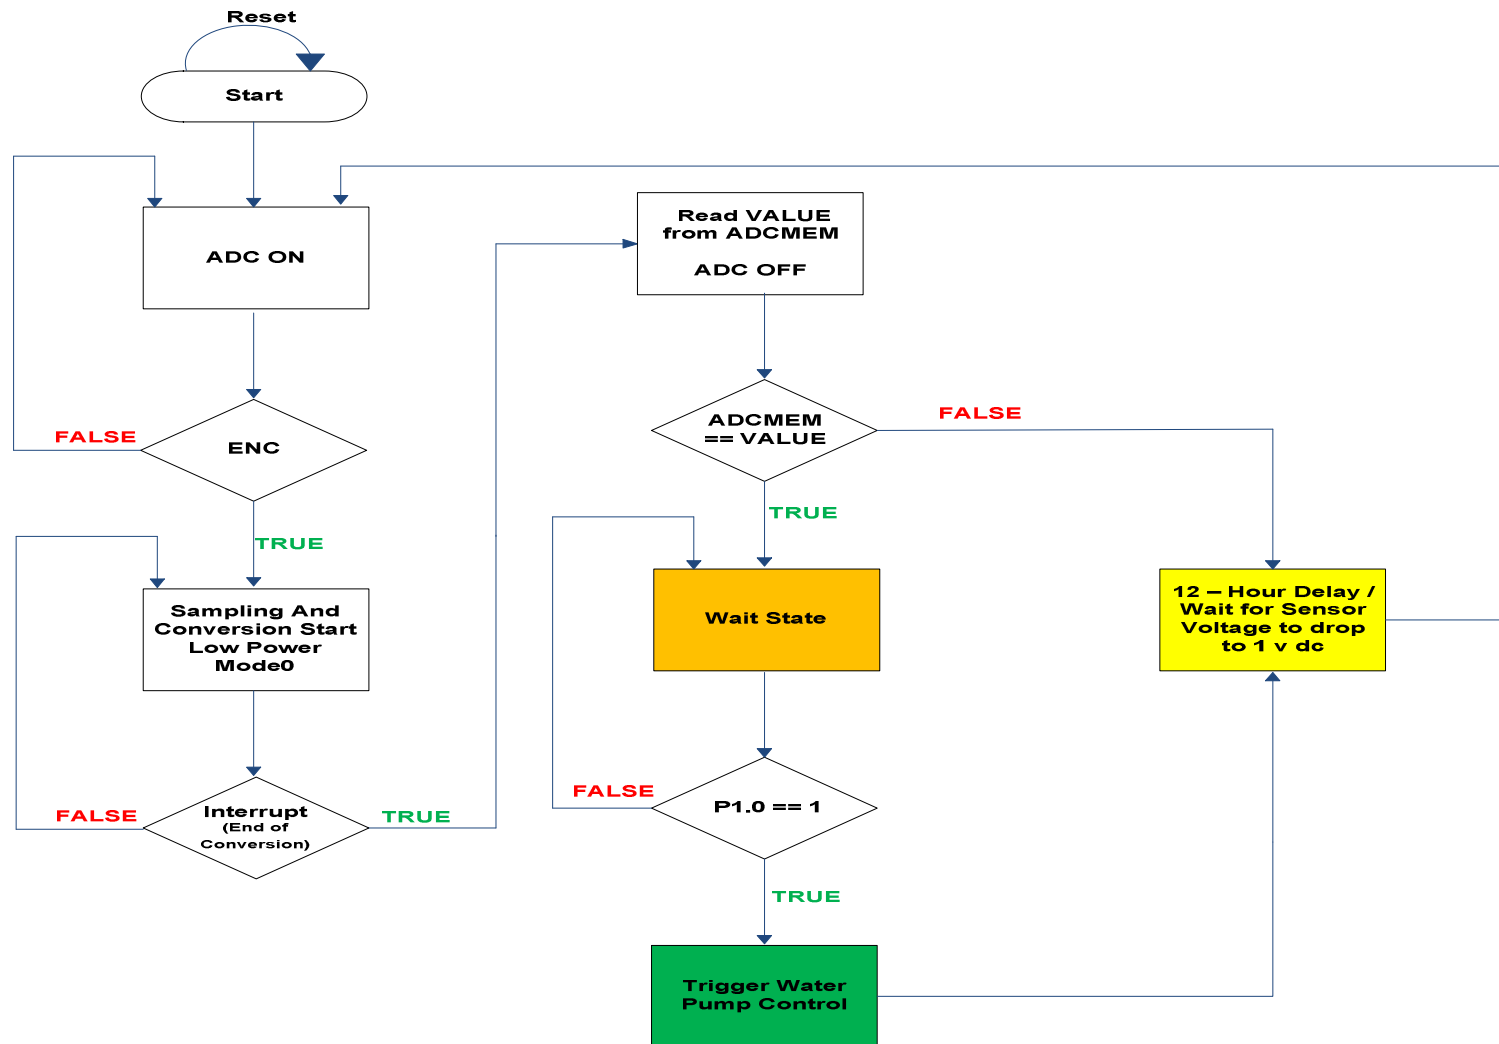 Reset
Start
ADC ON
FALSE
ENC
TRUE
Sampling And
Conversion Start
Low Power
Mode0
FALSE
Interrupt
(End of
Conversion)
TRUE
Read VALUE
from ADCMEM
ADC OFF
ADCMEM
== VALUE
FALSE
TRUE
Wait State
FALSE
P1.0 == 1
TRUE
Trigger Water
Pump Control
12 – Hour Delay /
Wait for Sensor
Voltage to drop
to 1 v dc